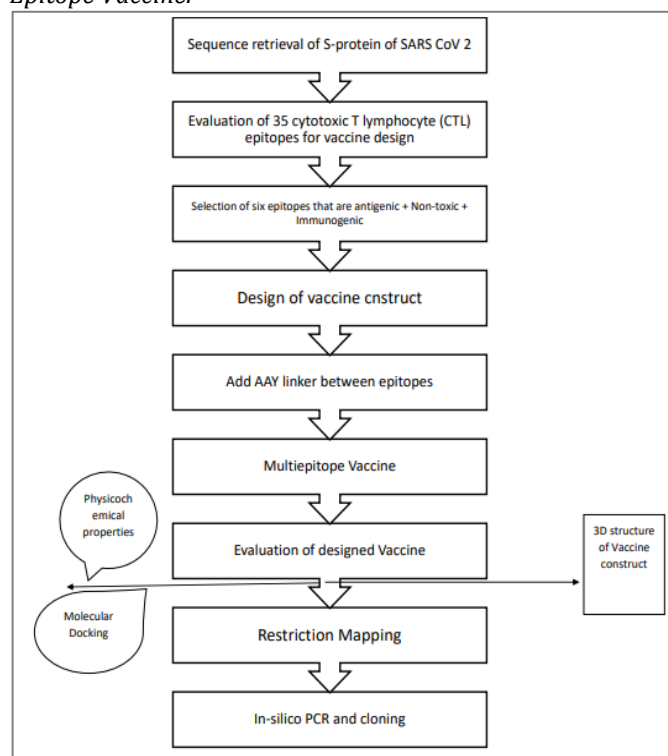 Epitope Vaccine.
Sequence retrieval of S-protein of SARS CoV 2
Evaluation of 35 cytotoxic T lymphocyte (CTL)
epitopes for vaccine design
Selection of six epitopes that are antigenic + Non-toxic +
Immunogenic
Design of vaccine cnstruct
Add AAY linker between epitopes
Multiepitope Vaccine
Physicoch
emical
properties
Evaluation of designed Vaccine
3D structure
of Vaccine
construct
Molecular
Docking
Restriction Mapping
In-silico PCR and cloning